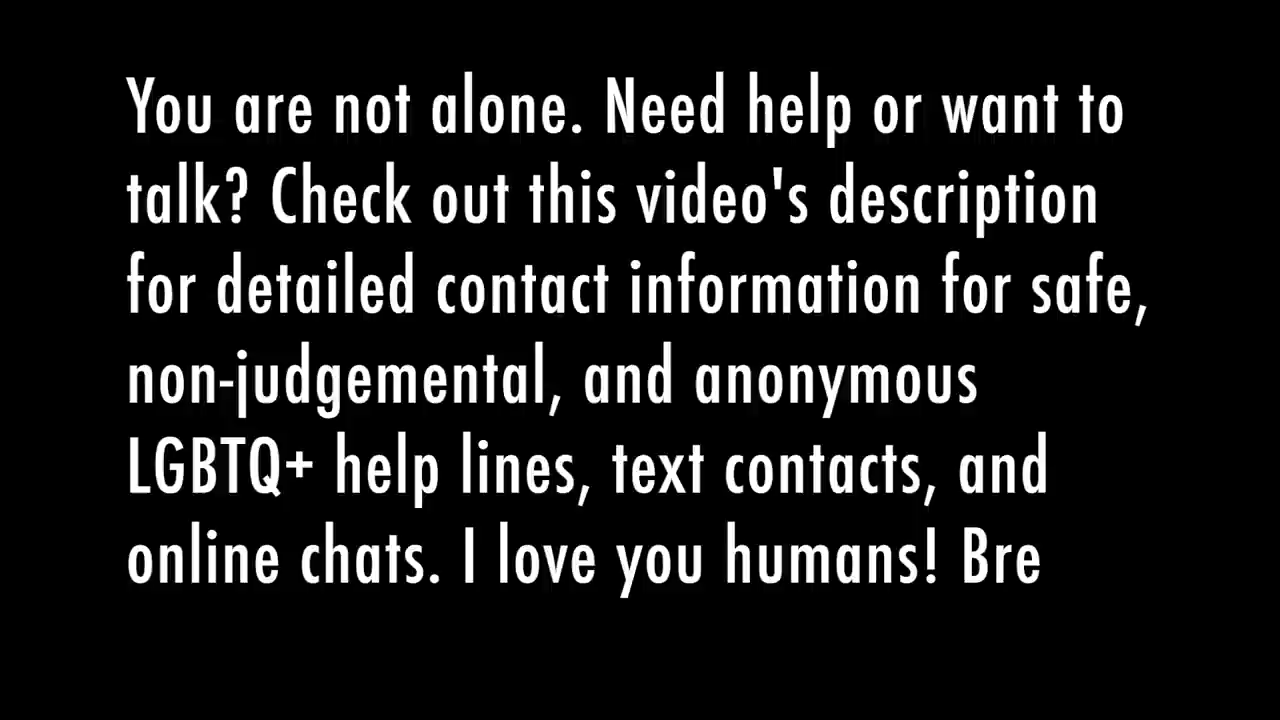 You are not alone. Need help or want to
talk? Check out this video's description
for detailed contact information for safe,
non-judgemental, and anonymous
LGBTQ+ help lines, text contacts, and
online chats. I love you humans! Bre